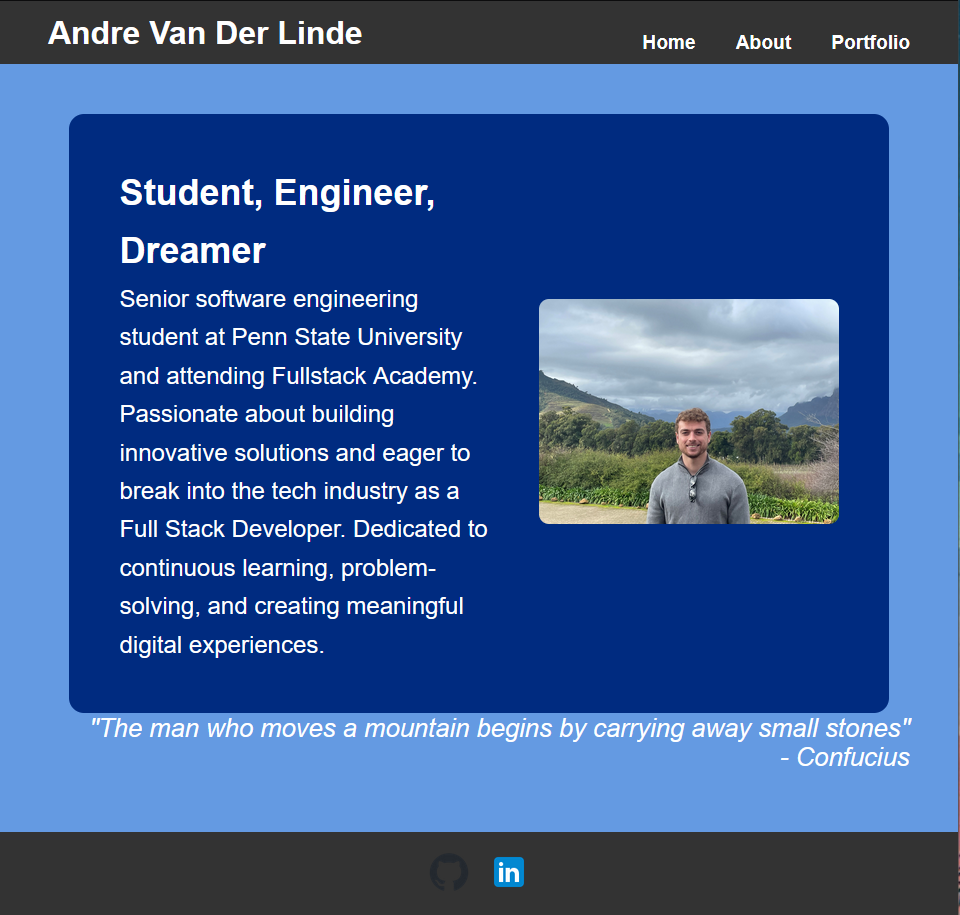 Andre Van Der Linde
Home About Portfolio
Student, Engineer,
Dreamer
Senior software engineering
student at Penn State University
and attending Fullstack Academy.
Passionate about building
innovative solutions and eager to
break into the tech industry as a
Full Stack Developer. Dedicated to
continuous learning, problem-
solving, and creating meaningful
digital experiences.
"The man who moves a mountain begins by carrying away small stones"
- Confucius
in